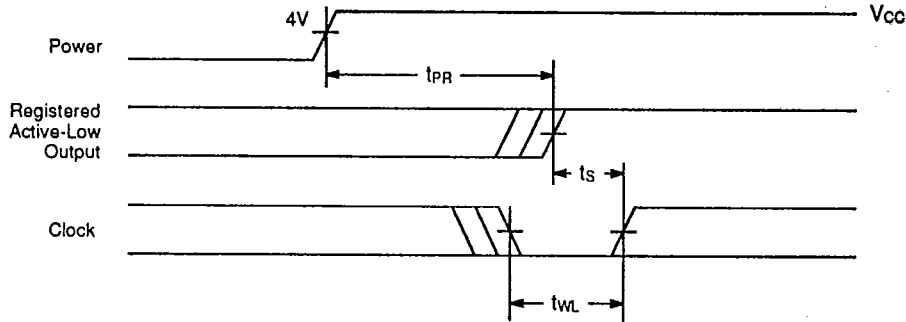 4V
VCC
Power
tPR
Registered
Active-Low
Output
tS
Clock
tWL